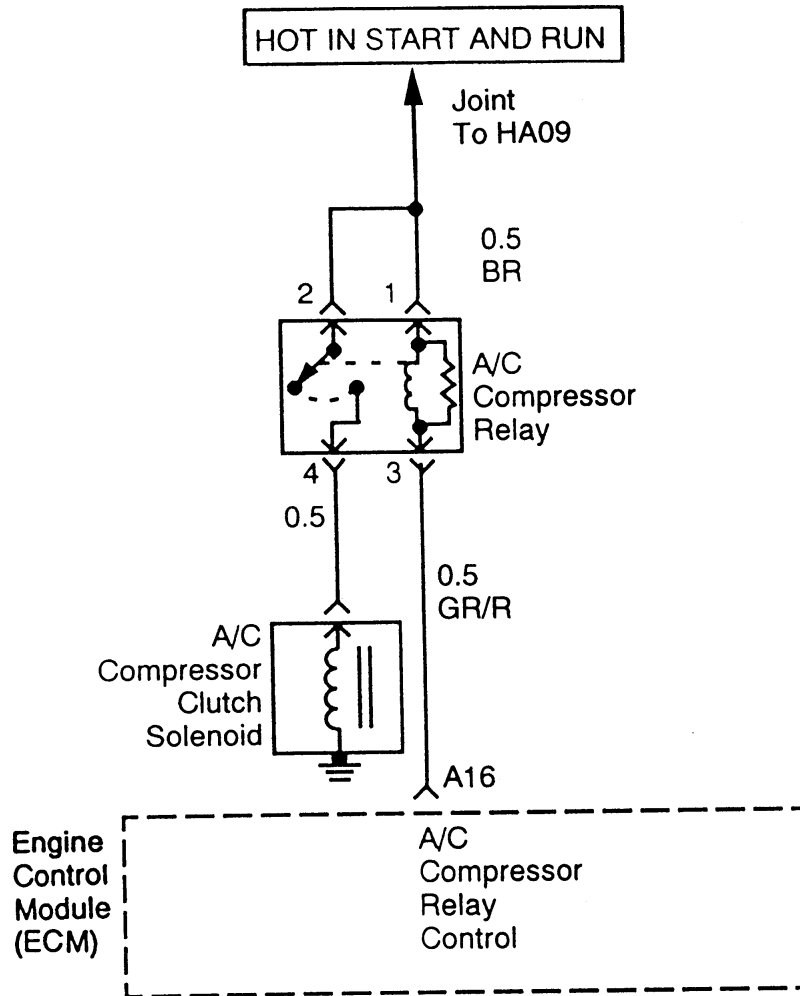 HOT IN START AND RUN
Joint
To HA09
0.5
BR
2
1
A/C
Compressor
Relay
4
3
0.5
0.5
GR/R
A/C
Compressor
Clutch
Solenoid
A16
Engine
Control
Module
(ECM)
A/C
Compressor
Relay
Control